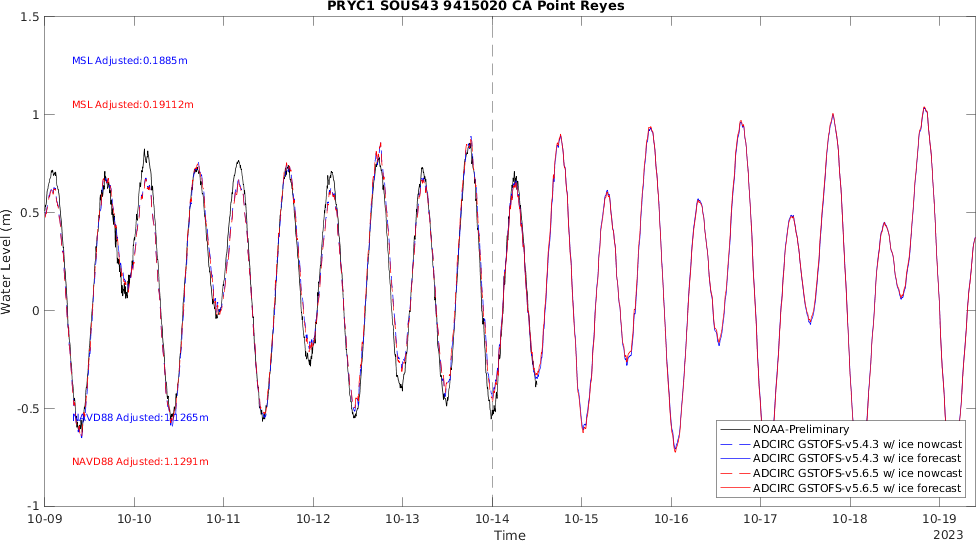 PRYC1 SOUS43 9415020 CA Point Reyes
1.5
MSL Adjusted:0.1885m
MSL Adjusted:0.19112m
1
0.5
Water Level (m)
0
-0.5
NAVD88 Adjusted:1.1265m
NAVD88 Adjusted:1.1291m
NOAA-Preliminary
ADCIRC GSTOFS-v5.4.3 w/ ice nowcast
ADCIRC GSTOFS-v5.4.3 w/ ice forecast
ADCIRC GSTOFS-v5.6.5 w/ ice nowcast
ADCIRC GSTOFS-v5.6.5 w/ ice forecast
-1
10-09 10-10 10-11 10-12 10-13 10-14 10-15 10-16 10-17 10-18 10-19
Time
2023